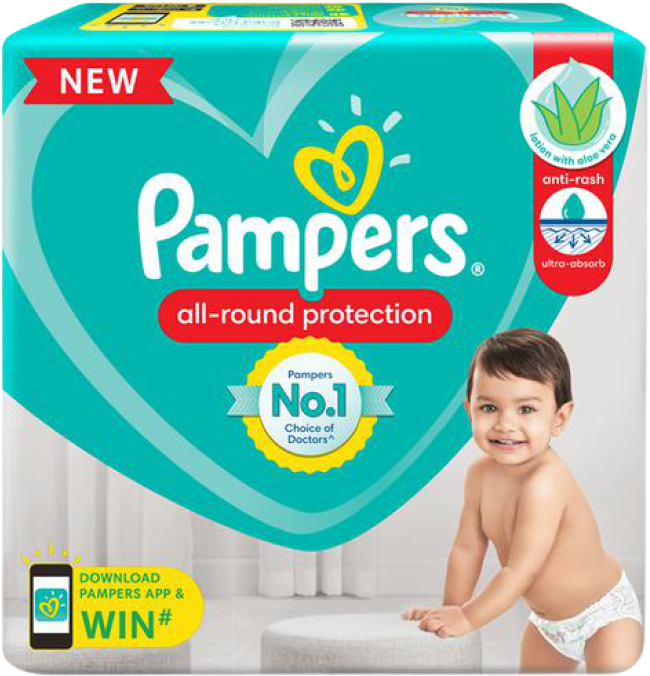 NEW
lotion with aloe vera
anti-rash
ultra-absorb
Pampers®
all-round protection
Pampers
No.1
Choice of
Doctors^
DOWNLOAD
PAMPERS APP &
WIN#